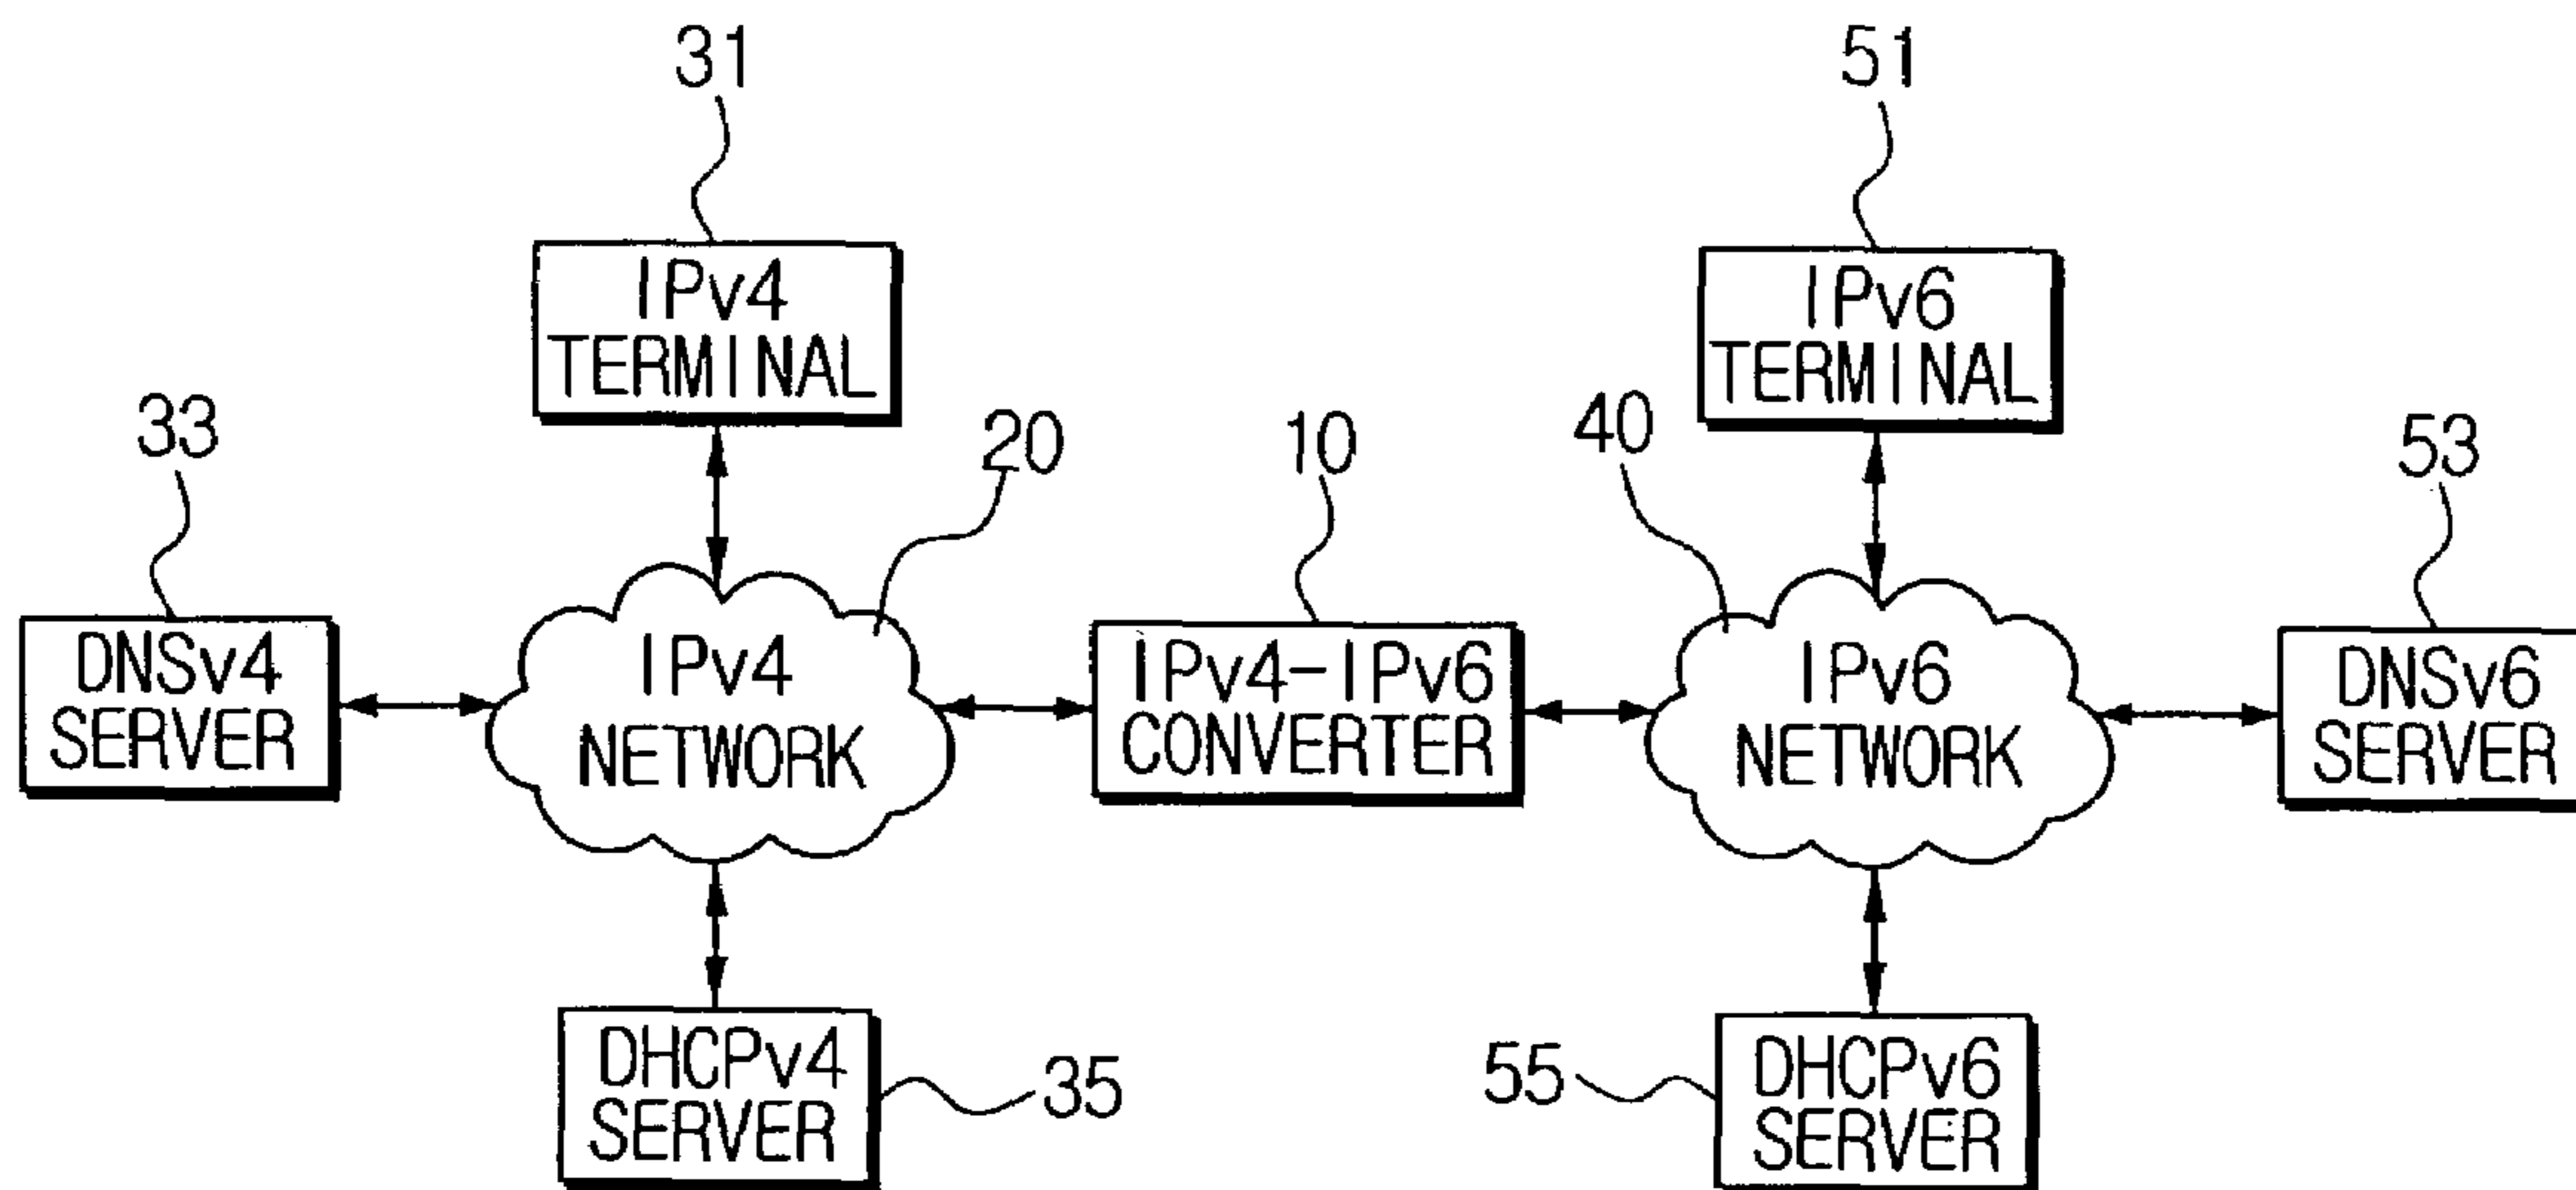 31
51
IPv4
TERMINAL
IPv6
TERMINAL
33
20
10
40
53
DNSv4
SERVER
IPv4
NETWORK
IPv4-IPv6
CONVERTER
IPv6
NETWORK
DNSv6
SERVER
DHCPv4
SERVER
35
55
DHCPv6
SERVER